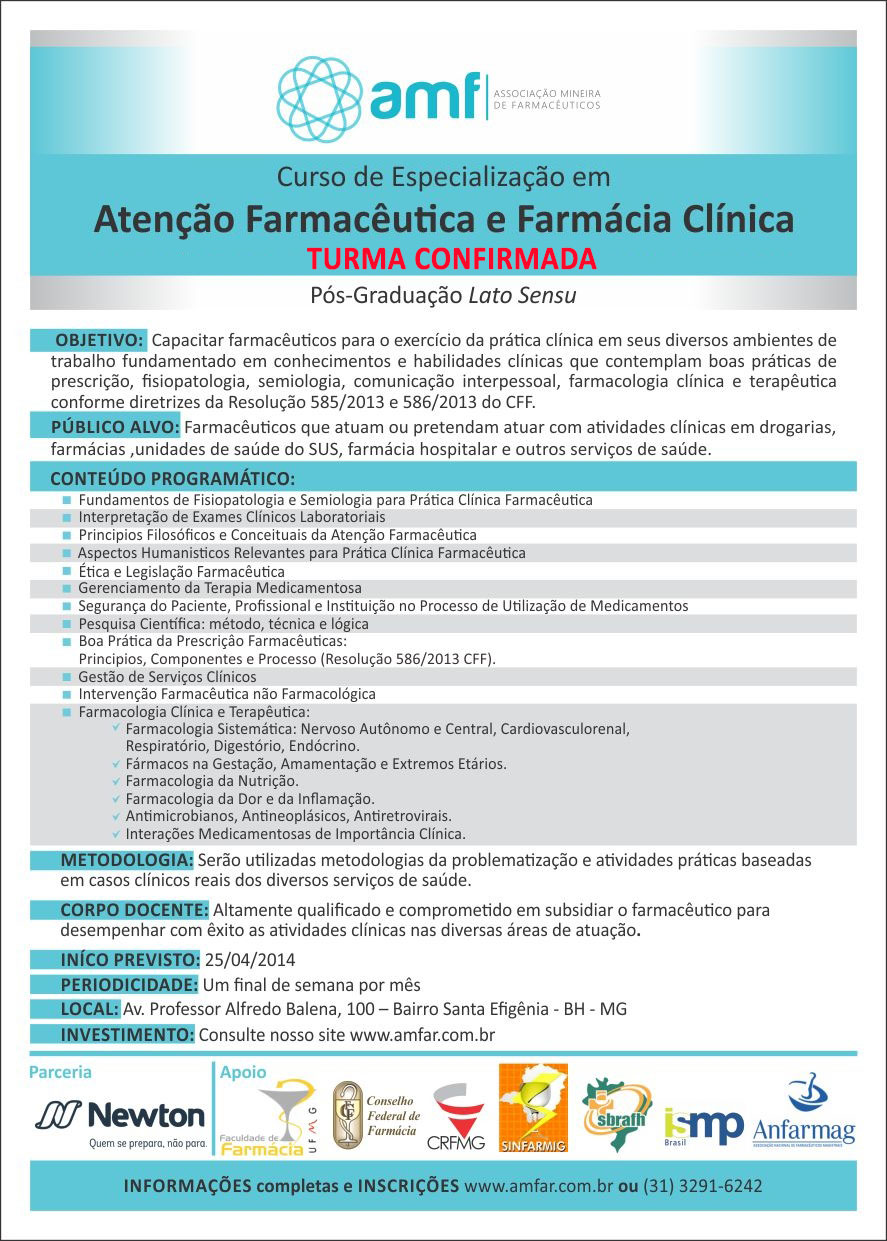 amf
ASSOCIAÇÃO MINEIRA
DE FARMACÊUTICOS
Curso de Especialização em
Atenção Farmacêutica e Farmácia Clínica
TURMA CONFIRMADA
Pós-Graduação Lato Sensu
OBJETIVO: Capacitar farmacêuticos para o exercício da prática clínica em seus diversos ambientes de
trabalho fundamentado em conhecimentos e habilidades clínicas que contemplam boas práticas de
prescrição, fisiopatologia, semiologia, comunicação interpessoal, farmacologia clínica e terapêutica
conforme diretrizes da Resolução 585/2013 e 586/2013 do CFF.
PÚBLICO ALVO: Farmacêuticos que atuam ou pretendam atuar com atividades clínicas em drogarias,
farmácias ,unidades de saúde do SUS, farmácia hospitalar e outros serviços de saúde.
CONTEÚDO PROGRAMÁTICO:
Fundamentos de Fisiopatologia e Semiologia para Prática Clínica Farmacêutica
Interpretação de Exames Clínicos Laboratoriais
Principios Filosóficos e Conceituais da Atenção Farmacêutica
Aspectos Humanisticos Relevantes para Prática Clínica Farmacêutica
Ética e Legislação Farmacêutica
Gerenciamento da Terapia Medicamentosa
Segurança do Paciente, Profissional e Instituição no Processo de Utilização de Medicamentos
Pesquisa Científica: método, técnica e lógica
Boa Prática da Prescriçâo Farmacêuticas:
Principios, Componentes e Processo (Resolução 586/2013 CFF).
Gestão de Serviços Clínicos
Intervenção Farmacêutica não Farmacológica
Farmacologia Clínica e Terapêutica:
Farmacologia Sistemática: Nervoso Autônomo e Central, Cardiovasculorenal,
Respiratório, Digestório, Endócrino.
Fármacos na Gestação, Amamentação e Extremos Etários.
Farmacologia da Nutrição.
Farmacologia da Dor e da Inflamação.
Antimicrobianos, Antineoplásicos, Antiretrovirais.
Interações Medicamentosas de Importância Clínica.
METODOLOGIA: Serão utilizadas metodologias da problematização e atividades práticas baseadas
em casos clínicos reais dos diversos serviços de saúde.
CORPO DOCENTE: Altamente qualificado e comprometido em subsidiar o farmacêutico para
desempenhar com êxito as atividades clínicas nas diversas áreas de atuação.
INÍCO PREVISTO: 25/04/2014
PERIODICIDADE: Um final de semana por mês
LOCAL: Av. Professor Alfredo Balena, 100 – Bairro Santa Efigênia - BH - MG
INVESTIMENTO: Consulte nosso site www.amfar.com.br
Parceria
Newton
Quem se prepara, não para.
Apoio
Faculdade de
Farmácia
UFMG
Conselho
Federal de
Farmácia
CRFMG
SINFARMIG
sbrafh
ismp
Brasil
Anfarmag
INFORMAÇÕES completas e INSCRIÇÕES www.amfar.com.br ou (31) 3291-6242